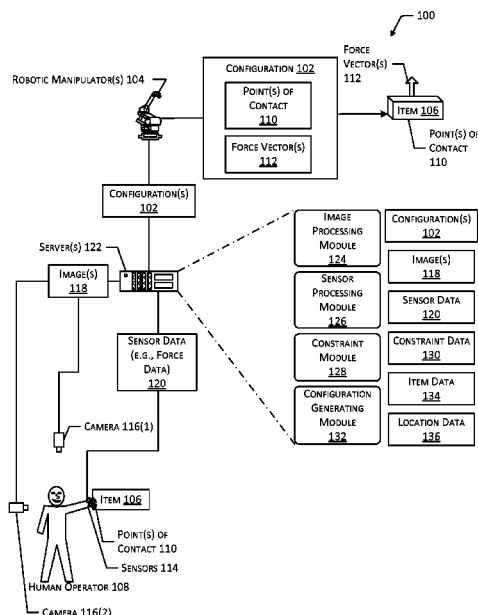 100
FORCE
VECTOR(S)
112
ROBOTIC MANIPULATOR(S) 104
CONFIGURATION 102
POINT(S) OF
CONTACT
110
FORCE VECTOR(S)
112
ITEM 106
POINT(S) OF
CONTACT
110
CONFIGURATION(S)
102
SERVER(S) 122
IMAGE(S)
118
SENSOR DATA
(E.G., FORCE
DATA)
120
IMAGE
PROCESSING
MODULE
124
SENSOR
PROCESSING
MODULE
126
CONSTRAINT
MODULE
128
CONFIGURATION
GENERATING
MODULE
132
CONFIGURATION(S)
102
IMAGE(S)
118
SENSOR DATA
120
CONSTRAINT DATA
130
ITEM DATA
134
LOCATION DATA
136
CAMERA 116(1)
ITEM 106
POINT(S) OF
CONTACT 110
SENSORS 114
HUMAN OPERATOR 108
CAMERA 116(2)